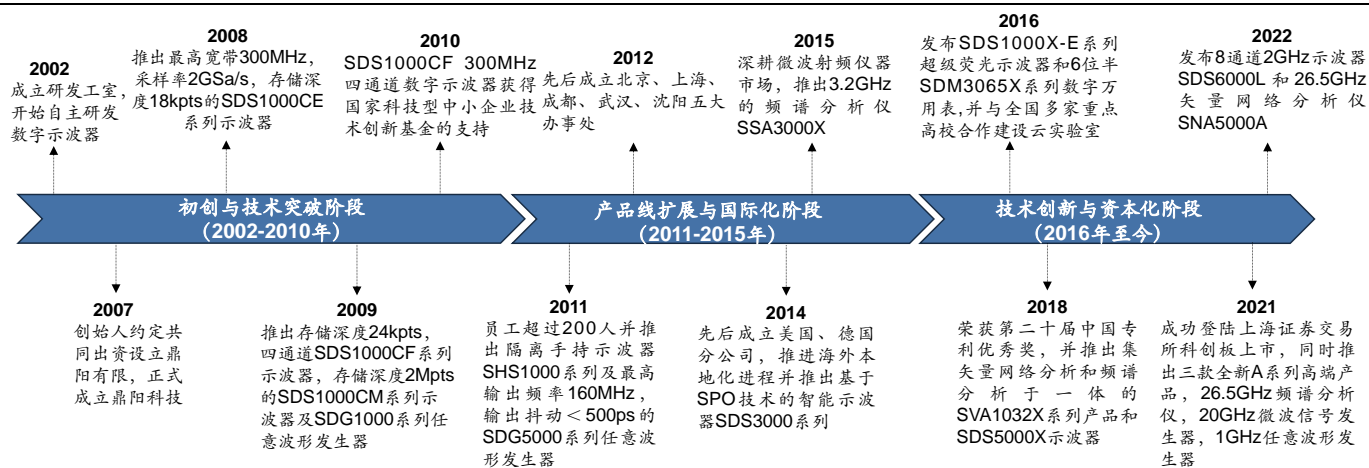 2002
成立研发工室，
开始自主研发
数字示波器
2008
推出最高宽带300MHz，
采样率2GSa/s，存储深
度18kpts的SDS1000CE
系列示波器
2010
SDS1000CF 300MHz
四通道数字示波器获得
国家科技型中小企业技
术创新基金的支持
2012
先后成立北京、上海、
成都、武汉、沈阳五大
办事处
2015
深耕微波射频仪器
市场，推出3.2GHz
的频谱分析仪
SSA3000X
2016
发布SDS1000X-E系列
超级荧光示波器和6位半
SDM3065X系列数字万
用表,并与全国多家重点
高校合作建设云实验室
2022
发布8通道2GHz示波器
SDS6000L 和 26.5GHz
矢量网络分析仪
SNA5000A
初创与技术突破阶段
（2002-2010年）
产品线扩展与国际化阶段
（2011-2015年）
技术创新与资本化阶段
（2016年至今）
2007
创始人约定共
同出资设立鼎
阳有限，正式
成立鼎阳科技
2009
推出存储深度24kpts，
四通道SDS1000CF系列
示波器，存储深度2Mpts
的SDS1000CM系列示
波器及SDG1000系列任
意波形发生器
2011
员工超过200人并推
出隔离手持示波器
SHS1000系列及最高
输出频率160MHz，
输出抖动＜500ps的
SDG5000系列任意波
形发生器
2014
先后成立美国、德国
分公司，推进海外本
地化进程并推出基于
SPO技术的智能示波
器SDS3000系列
2018
荣获第二十届中国专
利优秀奖，并推出集
矢量网络分析和频谱
分析于一体的
SVA1032X系列产品和
SDS5000X示波器
2021
成功登陆上海证券交易
所科创板上市，同时推
出三款全新A系列高端产
品，26.5GHz频谱分析
仪，20GHz微波信号发
生器，1GHz任意波形发
生器